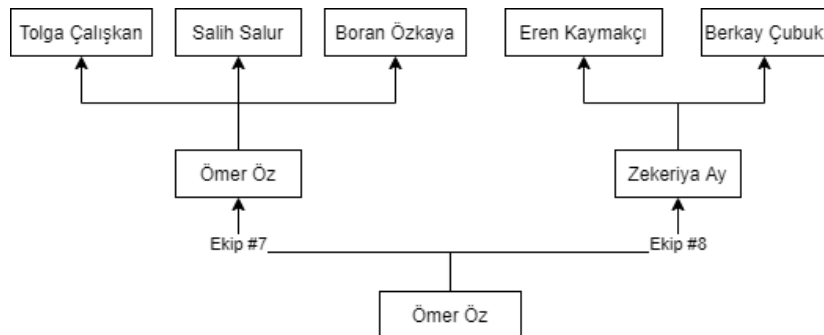 Tolga Çalışkan
Salih Salur
Boran Özkaya
Eren Kaymakçı
Berkay Çubuk
Ömer Öz
Zekeriya Ay
Ekip #7
Ekip #8
Ömer Öz